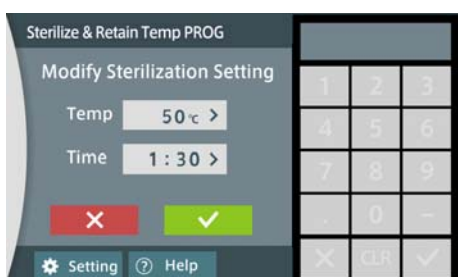 Sterilize & Retain Temp PROG
Modify Sterilization Setting
Temp 50℃ >
Time 1 : 30 >
Setting ? Help
1 2 3
4 5 6
7 8 9
. 0 −
CLR